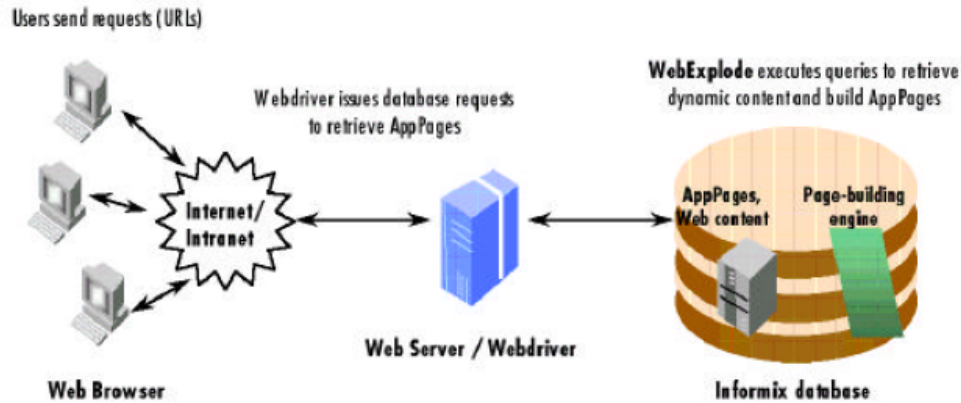 Users send requests (URLs)
WebExplode executes queries to retrieve
dynamic content and build AppPages
Webdriver issues database requests
to retrieve AppPages
Internet/
Intranet
AppPages,
Web content
Page-building
engine
Web Server / Webdriver
Web Browser
Informix database